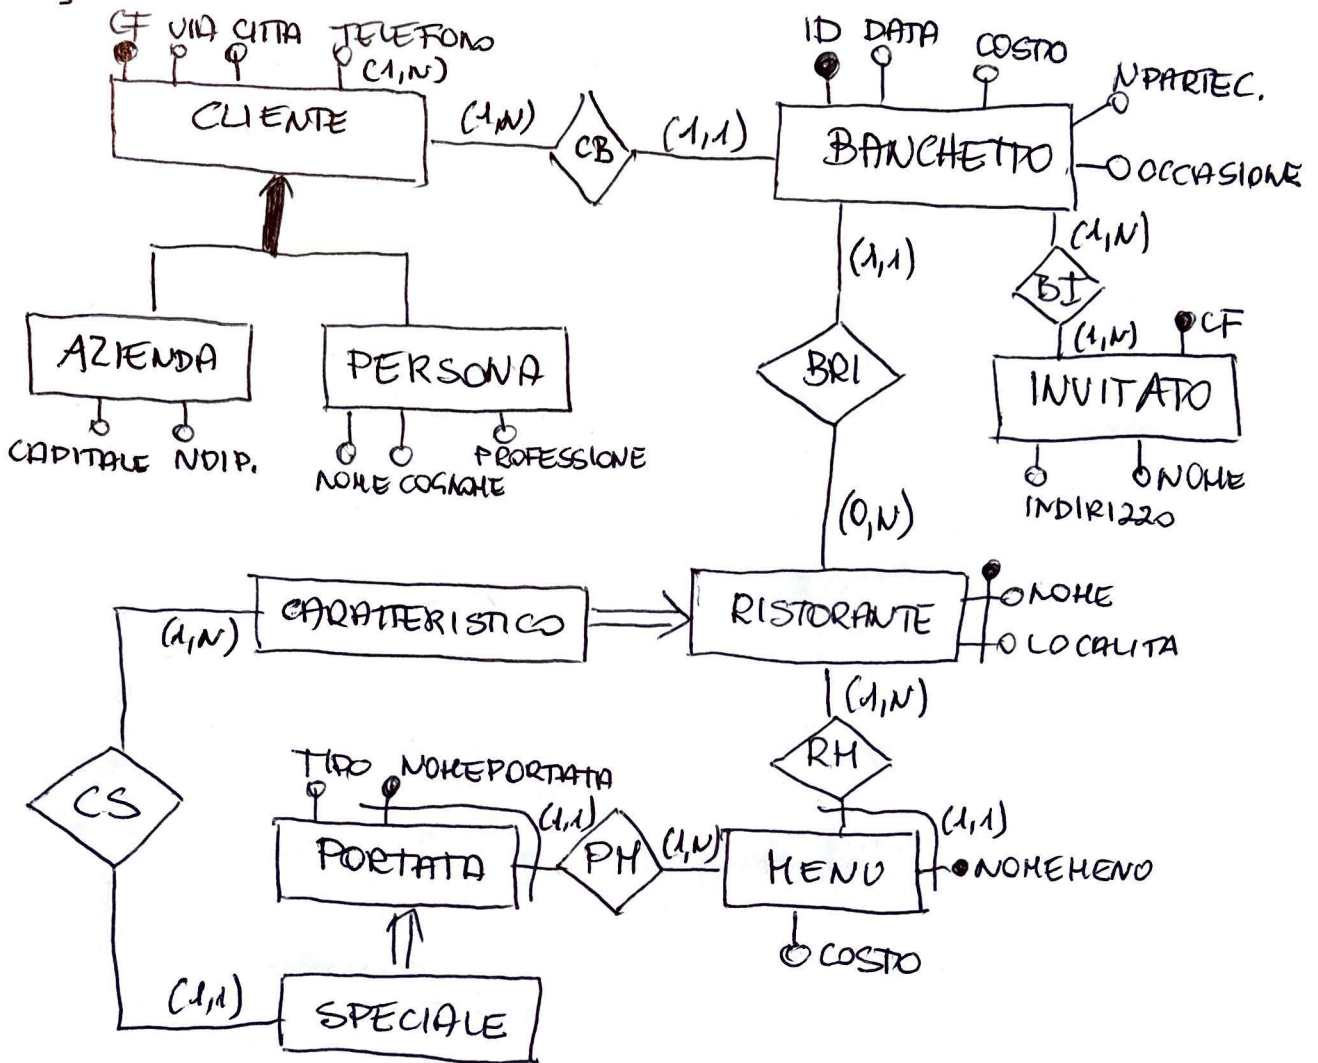 CF VIA CITTA TELEFONO
(1,N)
CLIENTE
(1,N)
CB
(1,1)
ID DATA COSTO
NPARTEC.
BANCHETTO
OCCASIONE
(1,1)
(1,N)
BI
(1,N)
CF
AZIENDA
PERSONA
BRI
INVITATO
CAPITALE NDIP.
NOME COGNOME
PROFESSIONE
INDIRIZZO
NOME
(0,N)
(1,N)
CARATTERISTICO
RISTORANTE
NOME
LOCALITA
(1,N)
RM
CS
TIPO NOMEPORTATA
(1,1)
(1,1)
PORTATA
PM
(1,N)
MENU
NOMEMENO
COSTO
(1,1)
SPECIALE